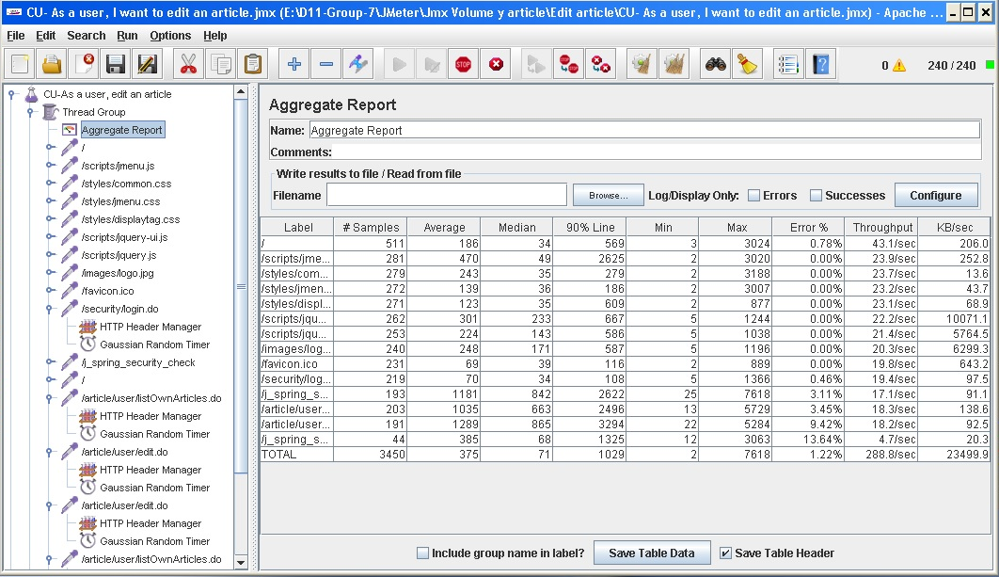 CU- As a user, I want to edit an article.jmx (E:\D11-Group-7\JMeter\Jmx Volume y article\Edit article\CU- As a user, I want to edit an article.jmx) - Apache ...
File Edit Search Run Options Help
STOP STOP ? 0 240 / 240
CU-As a user, edit an article
Thread Group
Aggregate Report
/
/scripts/jmenu.js
/styles/common.css
/styles/jmenu.css
/styles/displaytag.css
/scripts/jquery-ui.js
/scripts/jquery.js
/images/logo.jpg
/favicon.ico
/security/login.do
HTTP Header Manager
Gaussian Random Timer
/j_spring_security_check
/
/article/user/listOwnArticles.do
HTTP Header Manager
Gaussian Random Timer
/article/user/edit.do
HTTP Header Manager
Gaussian Random Timer
/article/user/edit.do
HTTP Header Manager
Gaussian Random Timer
/article/user/listOwnArticles.do
Aggregate Report
Name: Aggregate Report
Comments:
Write results to file / Read from file
Filename Browse... Log/Display Only: Errors Successes Configure
Label # Samples Average Median 90% Line Min Max Error % Throughput KB/sec
/ 511 186 34 569 3 3024 0.78% 43.1/sec 206.0
/scripts/jme... 281 470 49 2625 2 3020 0.00% 23.9/sec 252.8
/styles/com... 279 243 35 279 2 3188 0.00% 23.7/sec 13.6
/styles/jmen... 272 139 36 186 2 3007 0.00% 23.2/sec 43.7
/styles/displ... 271 123 35 609 2 877 0.00% 23.1/sec 68.9
/scripts/jqu... 262 301 233 667 5 1244 0.00% 22.2/sec 10071.1
/scripts/jqu... 253 224 143 586 5 1038 0.00% 21.4/sec 5764.5
/images/log... 240 248 171 587 5 1196 0.00% 20.3/sec 6299.3
/favicon.ico 231 69 39 116 2 889 0.00% 19.8/sec 643.2
/security/log... 219 70 34 108 5 1366 0.46% 19.4/sec 97.5
/j_spring_s... 193 1181 842 2622 25 7618 3.11% 17.1/sec 91.1
/article/user... 203 1035 663 2496 13 5729 3.45% 18.3/sec 138.6
/article/user... 191 1289 865 3294 22 5284 9.42% 18.2/sec 92.5
/j_spring_s... 44 385 68 1325 12 3063 13.64% 4.7/sec 20.3
TOTAL 3450 375 71 1029 2 7618 1.22% 288.8/sec 23499.9
Include group name in label? Save Table Data Save Table Header